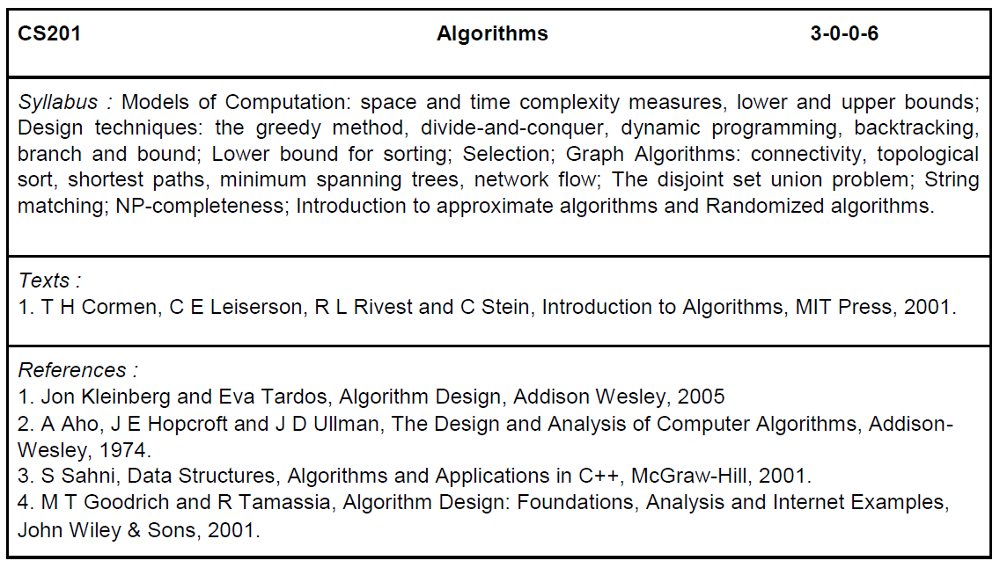 CS201 Algorithms 3-0-0-6
Syllabus : Models of Computation: space and time complexity measures, lower and upper bounds;
Design techniques: the greedy method, divide-and-conquer, dynamic programming, backtracking,
branch and bound; Lower bound for sorting; Selection; Graph Algorithms: connectivity, topological
sort, shortest paths, minimum spanning trees, network flow; The disjoint set union problem; String
matching; NP-completeness; Introduction to approximate algorithms and Randomized algorithms.
Texts :
1. T H Cormen, C E Leiserson, R L Rivest and C Stein, Introduction to Algorithms, MIT Press, 2001.
References :
1. Jon Kleinberg and Eva Tardos, Algorithm Design, Addison Wesley, 2005
2. A Aho, J E Hopcroft and J D Ullman, The Design and Analysis of Computer Algorithms, Addison-
Wesley, 1974.
3. S Sahni, Data Structures, Algorithms and Applications in C++, McGraw-Hill, 2001.
4. M T Goodrich and R Tamassia, Algorithm Design: Foundations, Analysis and Internet Examples,
John Wiley & Sons, 2001.